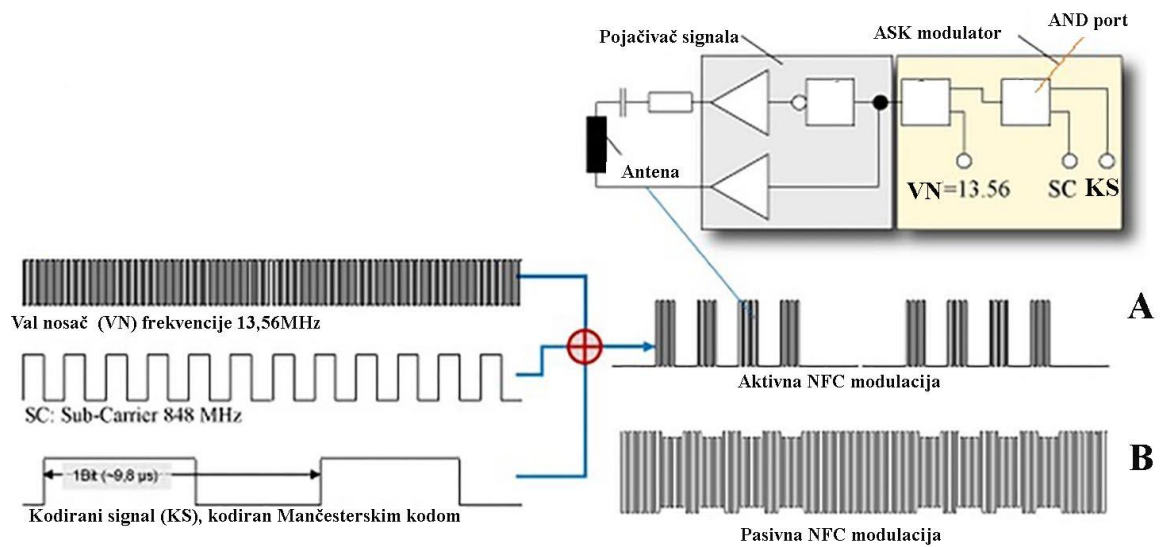 AND port
ASK modulator
Pojačivač signala
Antena
VN=13.56
SC
KS
Val nosač (VN) frekvencije 13,56MHz
SC: Sub-Carrier 848 MHz
1Bit (~9,8 µs)
Kodirani signal (KS), kodiran Mančesterskim kodom
A
Aktivna NFC modulacija
B
Pasivna NFC modulacija